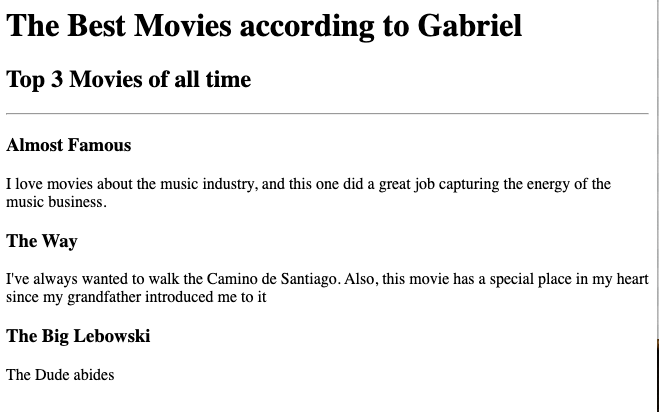 The Best Movies according to Gabriel
Top 3 Movies of all time
Almost Famous
I love movies about the music industry, and this one did a great job capturing the energy of the
music business.
The Way
I've always wanted to walk the Camino de Santiago. Also, this movie has a special place in my heart
since my grandfather introduced me to it
The Big Lebowski
The Dude abides